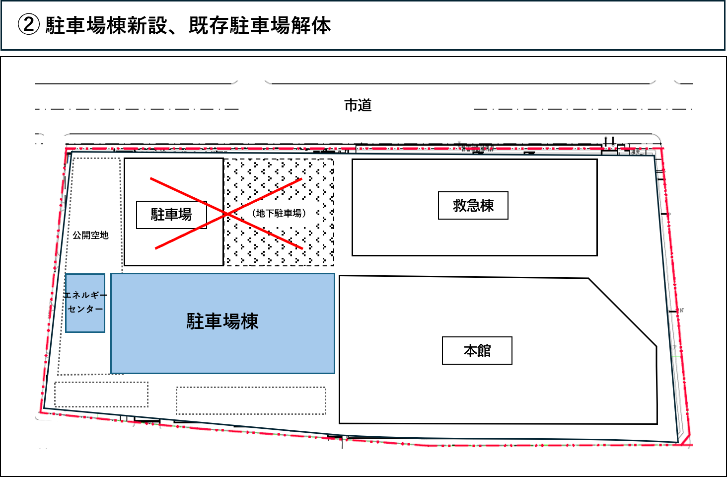 ② 駐車場棟新設、既存駐車場解体
市道
駐車場
（地下駐車場）
救急棟
公開空地
エネルギー
センター
駐車場棟
本館